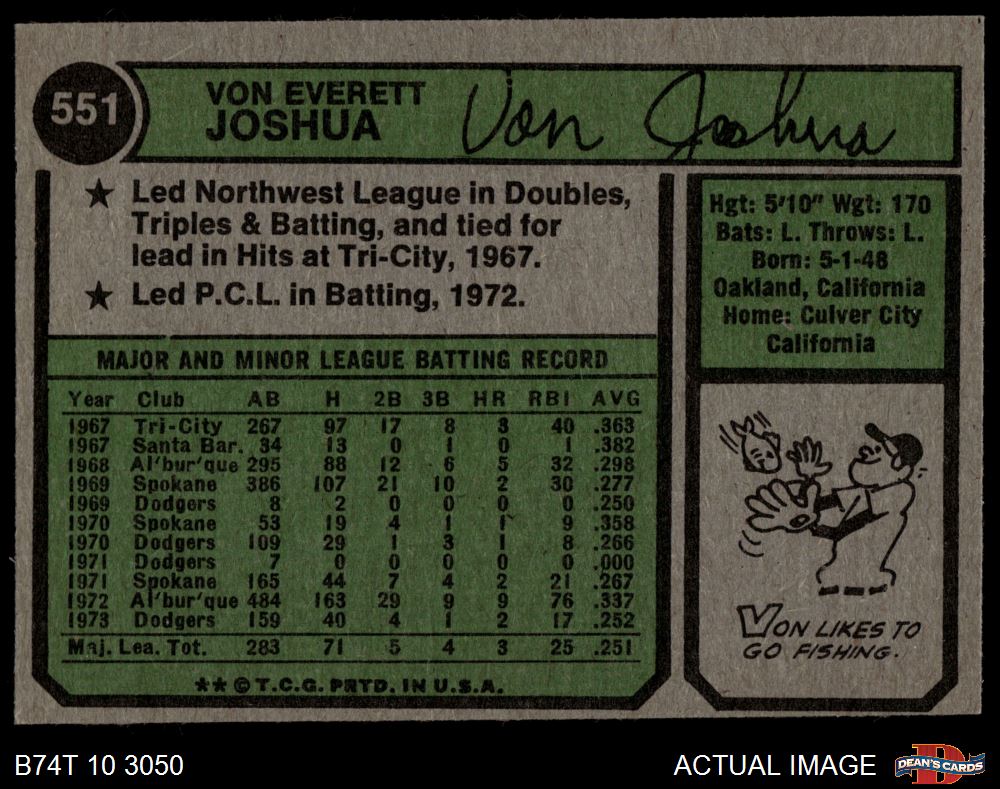 551
VON EVERETT
JOSHUA
Von Joshua
★ Led Northwest League in Doubles,
Triples & Batting, and tied for
lead in Hits at Tri-City, 1967.
★ Led P.C.L. in Batting, 1972.
Hgt: 5'10" Wgt: 170
Bats: L. Throws: L.
Born: 5-1-48
Oakland, California
Home: Culver City
California
MAJOR AND MINOR LEAGUE BATTING RECORD
Year Club AB H 2B 3B HR RBI AVG
1967 Tri-City 267 97 17 8 3 40 .363
1967 Santa Bar. 34 13 0 1 0 1 .382
1968 Al'bur'que 295 88 12 6 5 32 .298
1969 Spokane 386 107 21 10 2 30 .277
1969 Dodgers 8 2 0 0 0 0 .250
1970 Spokane 53 19 4 1 1 9 .358
1970 Dodgers 109 29 1 3 1 8 .266
1971 Dodgers 7 0 0 0 0 0 .000
1971 Spokane 165 44 7 4 2 21 .267
1972 Al'bur'que 484 163 29 9 9 76 .337
1973 Dodgers 159 40 4 1 2 17 .252
Maj. Lea. Tot. 283 71 5 4 3 25 .251
★★ © T.C.G. PRTD. IN U.S.A.
VON LIKES TO
GO FISHING.
B74T 10 3050
ACTUAL IMAGE
DEAN'S CARDS